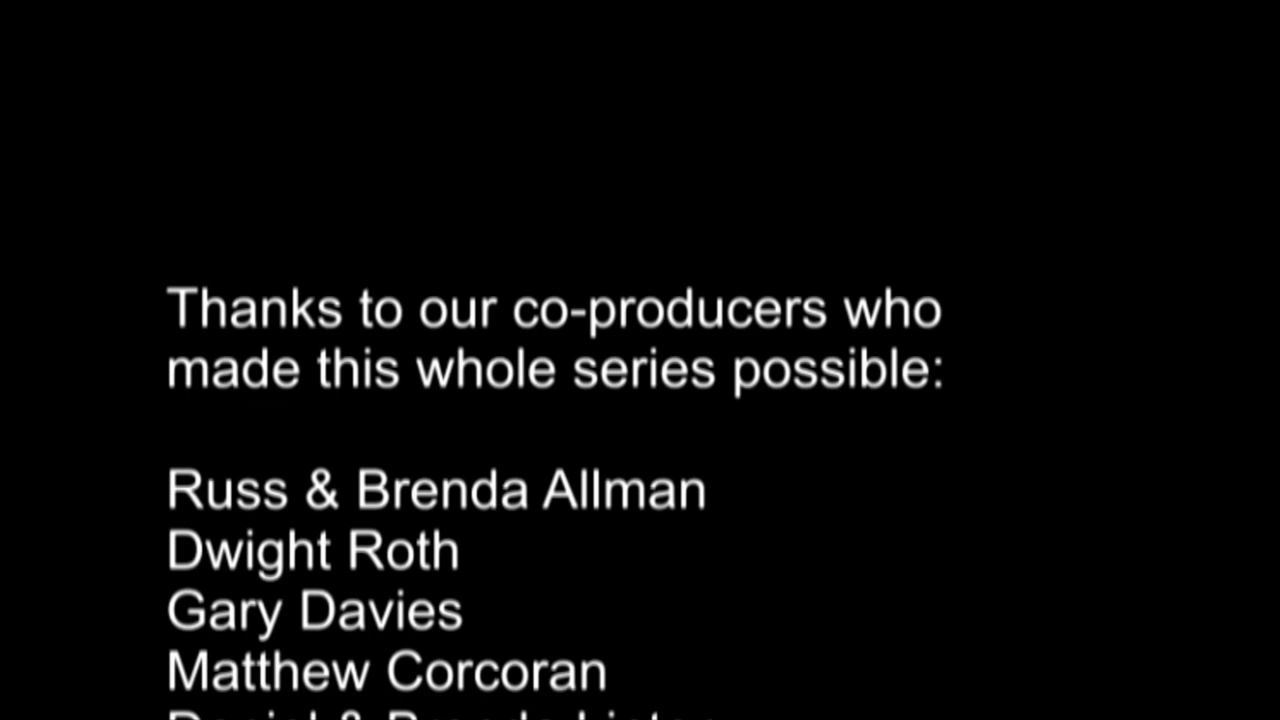 Thanks to our co-producers who
made this whole series possible:
Russ & Brenda Allman
Dwight Roth
Gary Davies
Matthew Corcoran